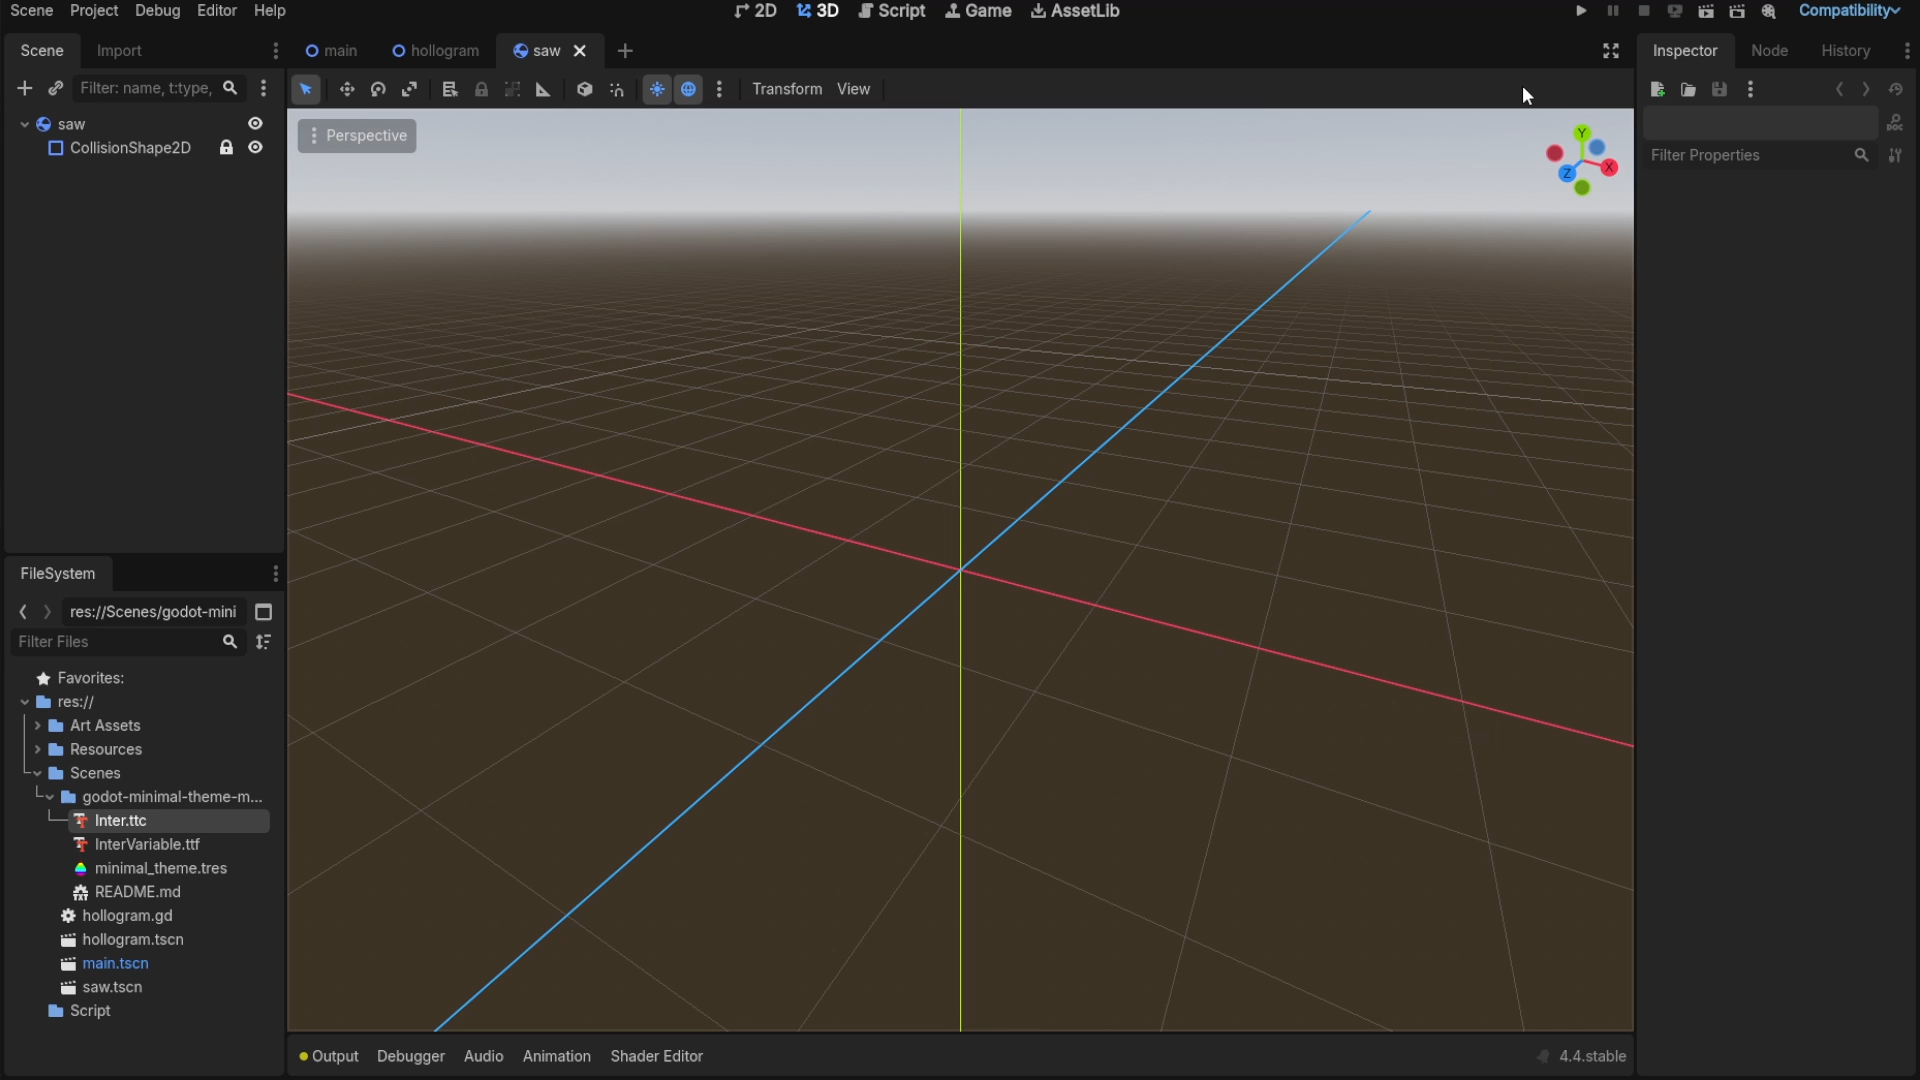 Scene Project Debug Editor Help
2D 3D Script Game AssetLib
Compatibility
Scene Import
main hollogram saw
Inspector Node History
Filter: name, t:type,
Transform View
saw
CollisionShape2D
Perspective
Y
X
Z
DOC
Filter Properties
FileSystem
res://Scenes/godot-mini
Filter Files
Favorites:
res://
Art Assets
Resources
Scenes
godot-minimal-theme-m...
Inter.ttc
InterVariable.ttf
minimal_theme.tres
TXT README.md
hollogram.gd
hollogram.tscn
main.tscn
saw.tscn
Script
Output Debugger Audio Animation Shader Editor
4.4.stable